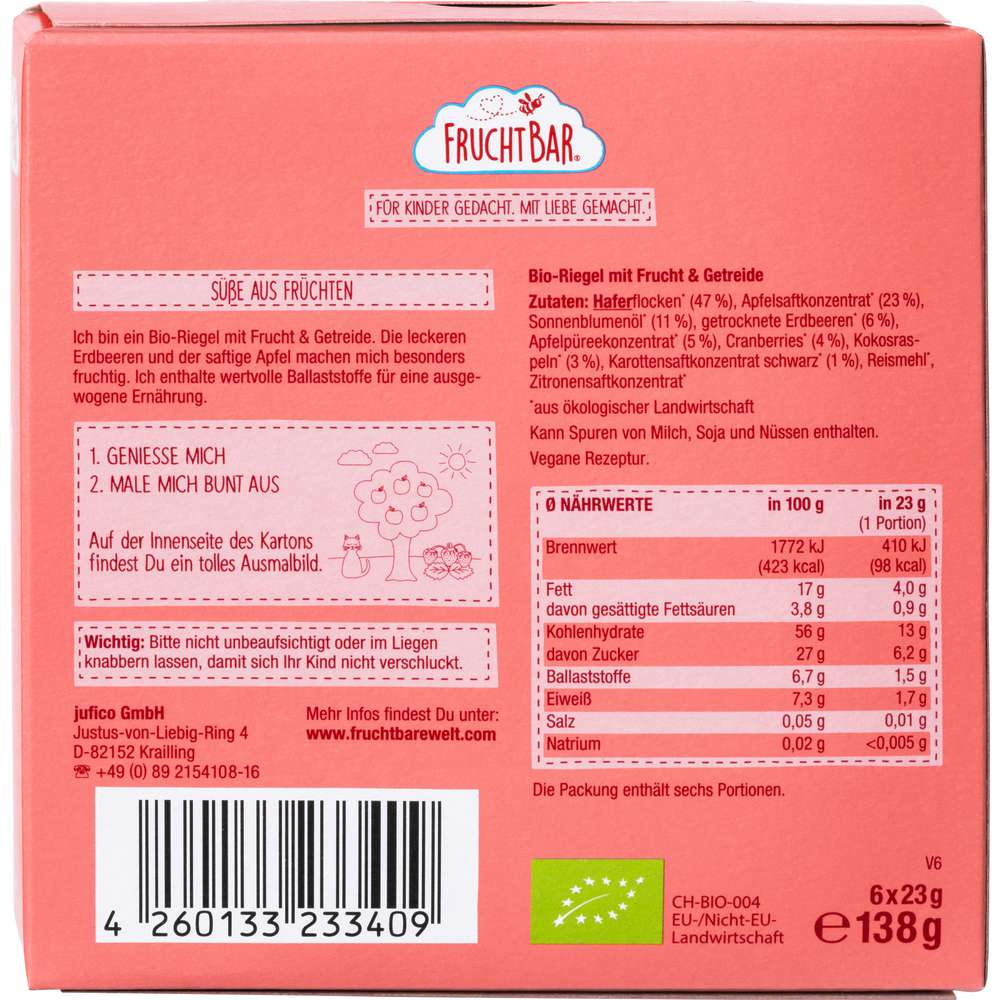 FRUCHTBAR®
FÜR KINDER GEDACHT. MIT LIEBE GEMACHT.
SÜẞE AUS FRÜCHTEN
Ich bin ein Bio-Riegel mit Frucht & Getreide. Die leckeren
Erdbeeren und der saftige Apfel machen mich besonders
fruchtig. Ich enthalte wertvolle Ballaststoffe für eine ausge-
wogene Ernährung.
1. GENIESSE MICH
2. MALE MICH BUNT AUS
Auf der Innenseite des Kartons
findest Du ein tolles Ausmalbild.
Wichtig: Bitte nicht unbeaufsichtigt oder im Liegen
knabbern lassen, damit sich Ihr Kind nicht verschluckt.
jufico GmbH
Justus-von-Liebig-Ring 4
D-82152 Krailling
☏ +49 (0) 89 2154108-16
Mehr Infos findest Du unter:
www.fruchtbarewelt.com
4 260133 233409
Bio-Riegel mit Frucht & Getreide
Zutaten: Haferflocken* (47 %), Apfelsaftkonzentrat* (23 %),
Sonnenblumenöl* (11 %), getrocknete Erdbeeren* (6 %),
Apfelpüreekonzentrat* (5 %), Cranberries* (4 %), Kokosras-
peln* (3 %), Karottensaftkonzentrat schwarz* (1 %), Reismehl*,
Zitronensaftkonzentrat*
*aus ökologischer Landwirtschaft
Kann Spuren von Milch, Soja und Nüssen enthalten.
Vegane Rezeptur.
Ø NÄHRWERTE in 100 g in 23 g
(1 Portion)
Brennwert 1772 kJ 410 kJ
(423 kcal) (98 kcal)
Fett 17 g 4,0 g
davon gesättigte Fettsäuren 3,8 g 0,9 g
Kohlenhydrate 56 g 13 g
davon Zucker 27 g 6,2 g
Ballaststoffe 6,7 g 1,5 g
Eiweiß 7,3 g 1,7 g
Salz 0,05 g 0,01 g
Natrium 0,02 g <0,005 g
Die Packung enthält sechs Portionen.
CH-BIO-004
EU-/Nicht-EU-
Landwirtschaft
V6
6x23g
℮138g